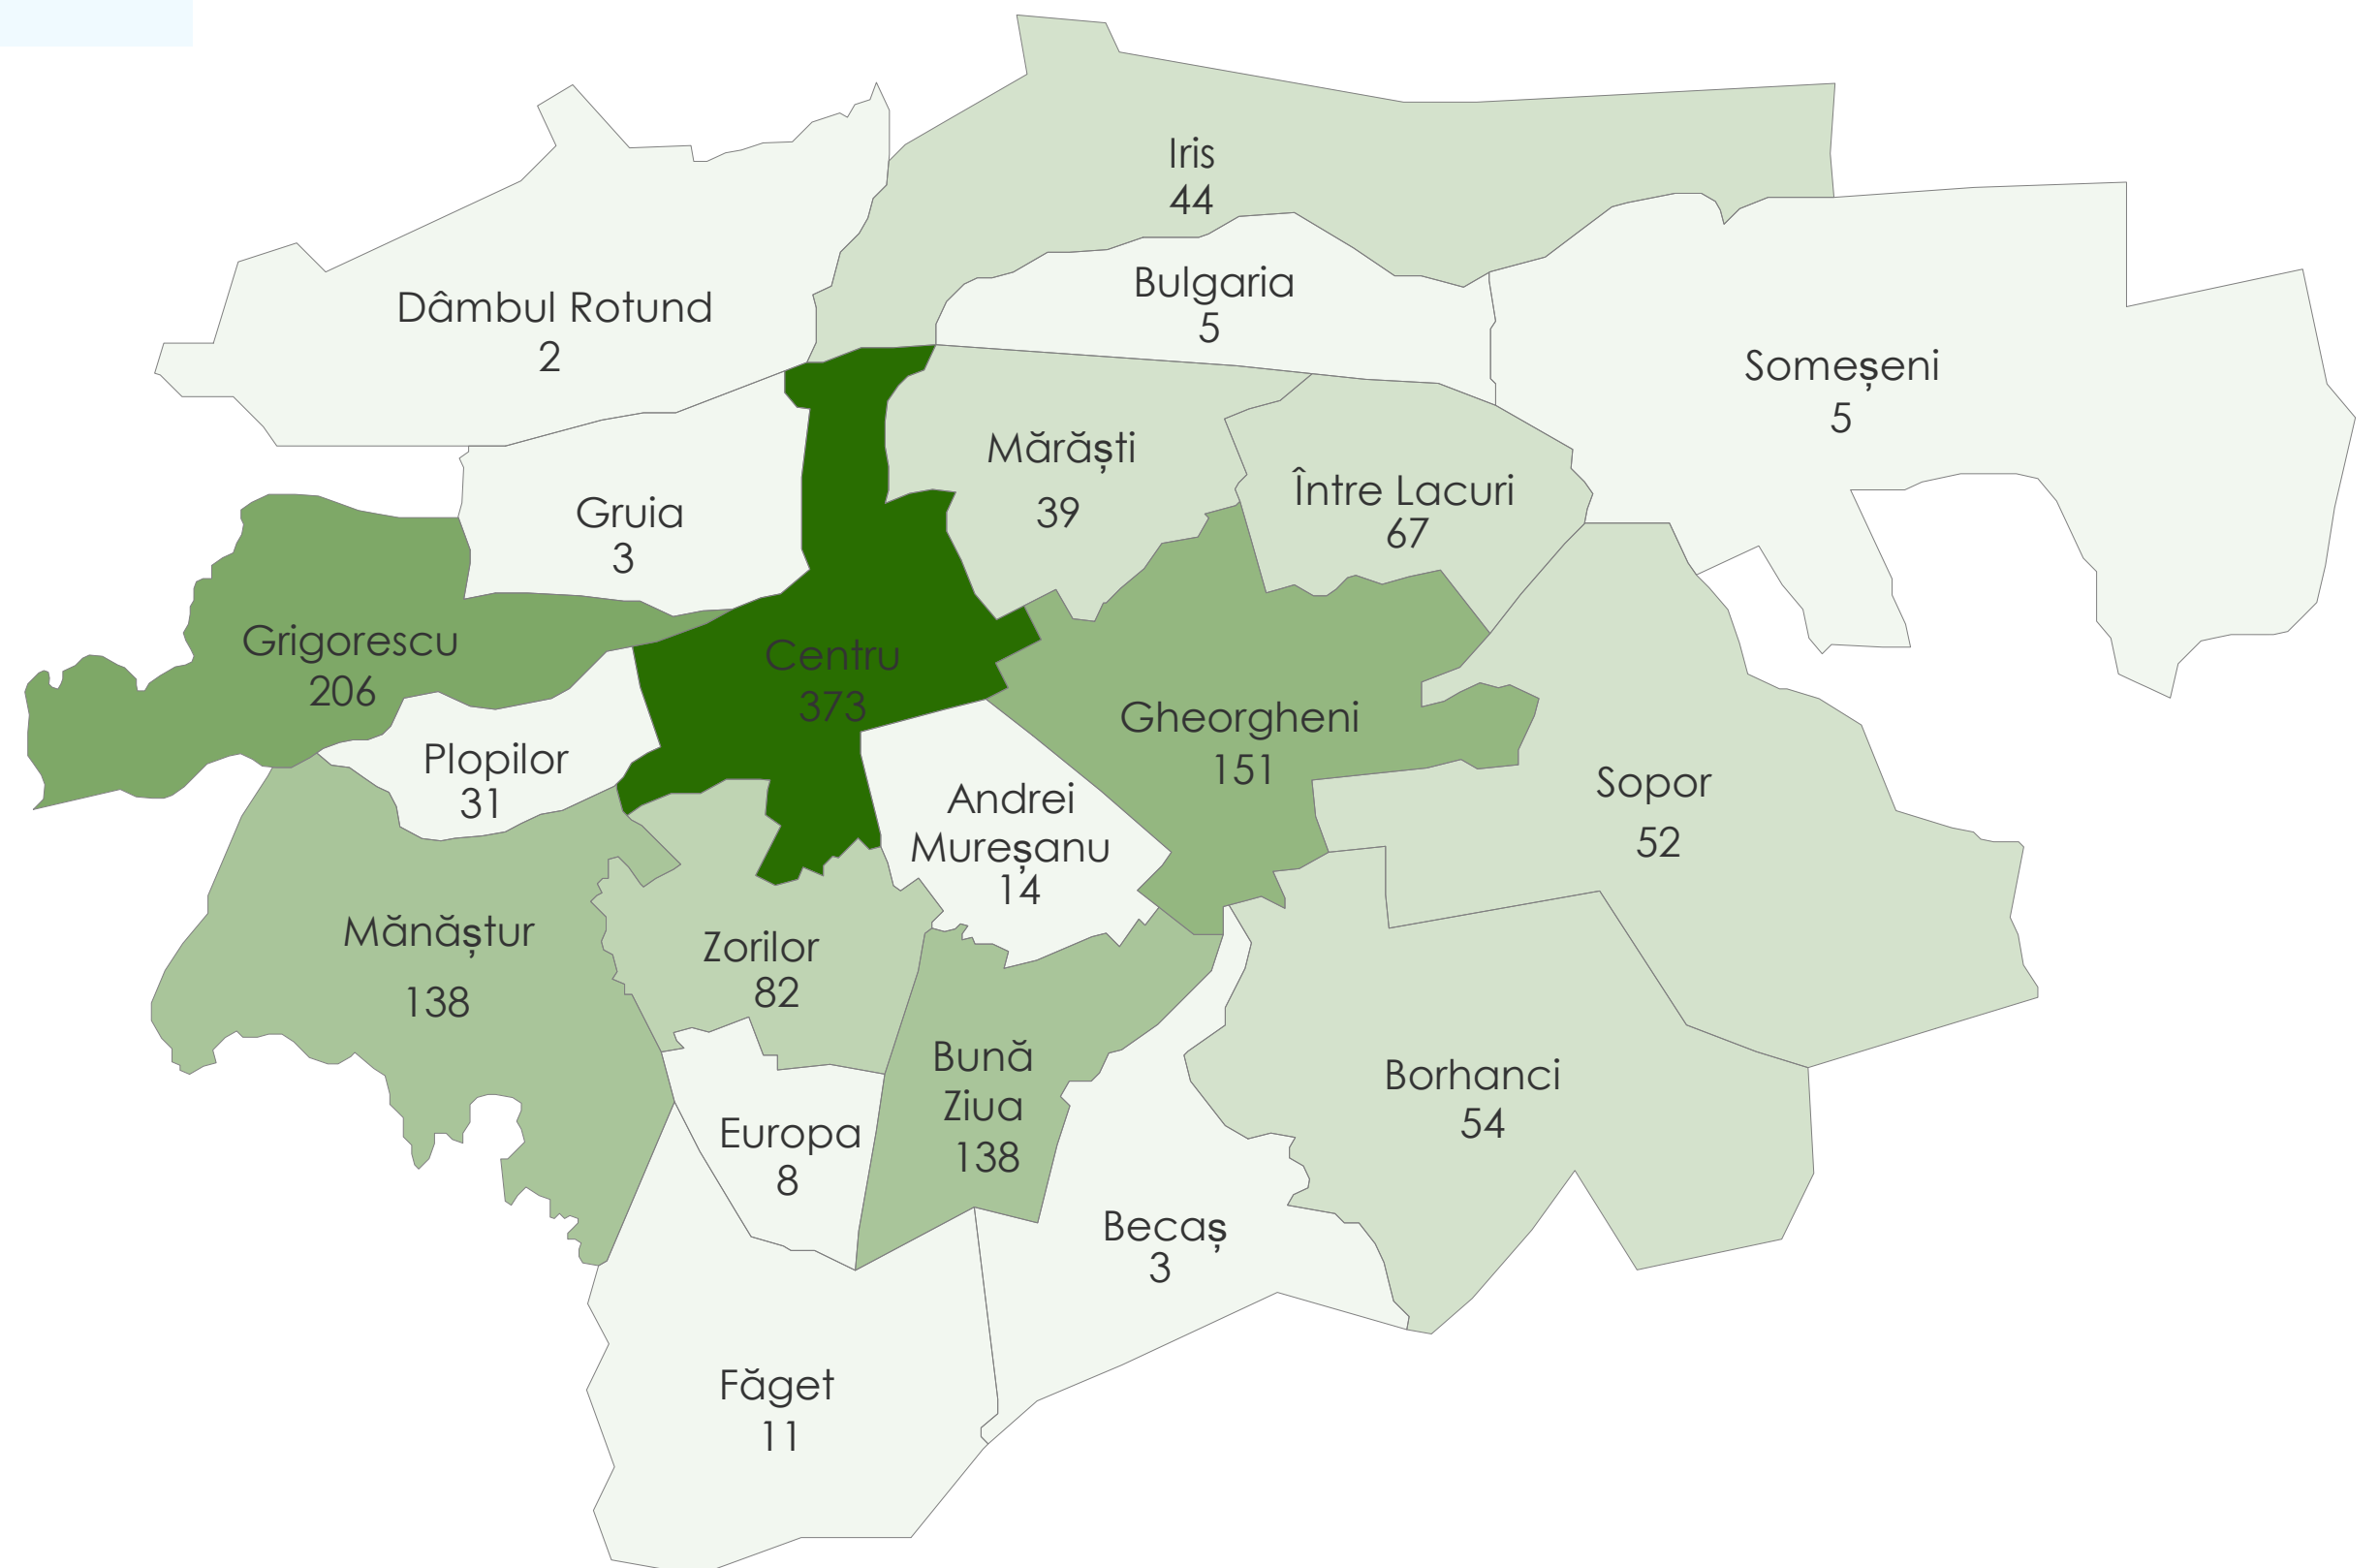 Iris
44
Bulgaria
5
Dâmbul Rotund
2
Someșeni
5
Mărăști
39
Între Lacuri
67
Gruia
3
Grigorescu
206
Centru
373
Gheorgheni
151
Plopilor
31
Andrei
Mureșanu
14
Sopor
52
Mănăștur
138
Zorilor
82
Bună
Ziua
138
Borhanci
54
Europa
8
Becaș
3
Făget
11